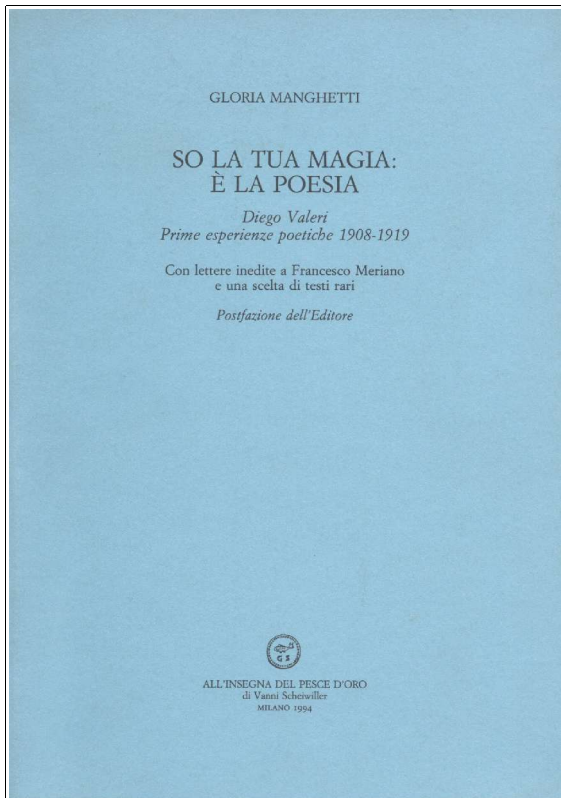 GLORIA MANGHETTI
SO LA TUA MAGIA:
È LA POESIA
Diego Valeri
Prime esperienze poetiche 1908-1919
Con lettere inedite a Francesco Meriano
e una scelta di testi rari
Postfazione dell'Editore
G S
ALL'INSEGNA DEL PESCE D'ORO
di Vanni Scheiwiller
MILANO 1994